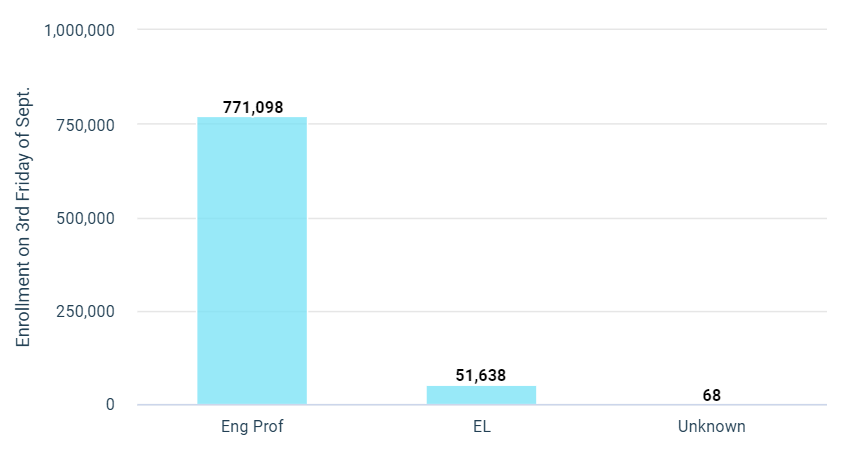 Enrollment on 3rd Friday of Sept.
1,000,000
750,000
500,000
250,000
0
771,098
51,638
68
Eng Prof
EL
Unknown